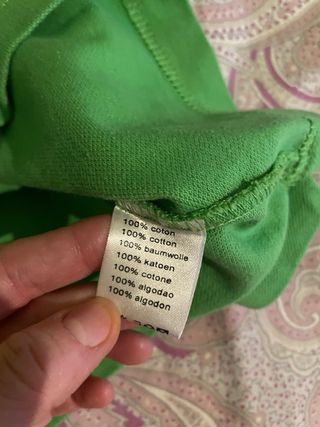 100% coton
100% cotton
100% baumwolle
100% katoen
100% cotone
100% algodao
100% algodon